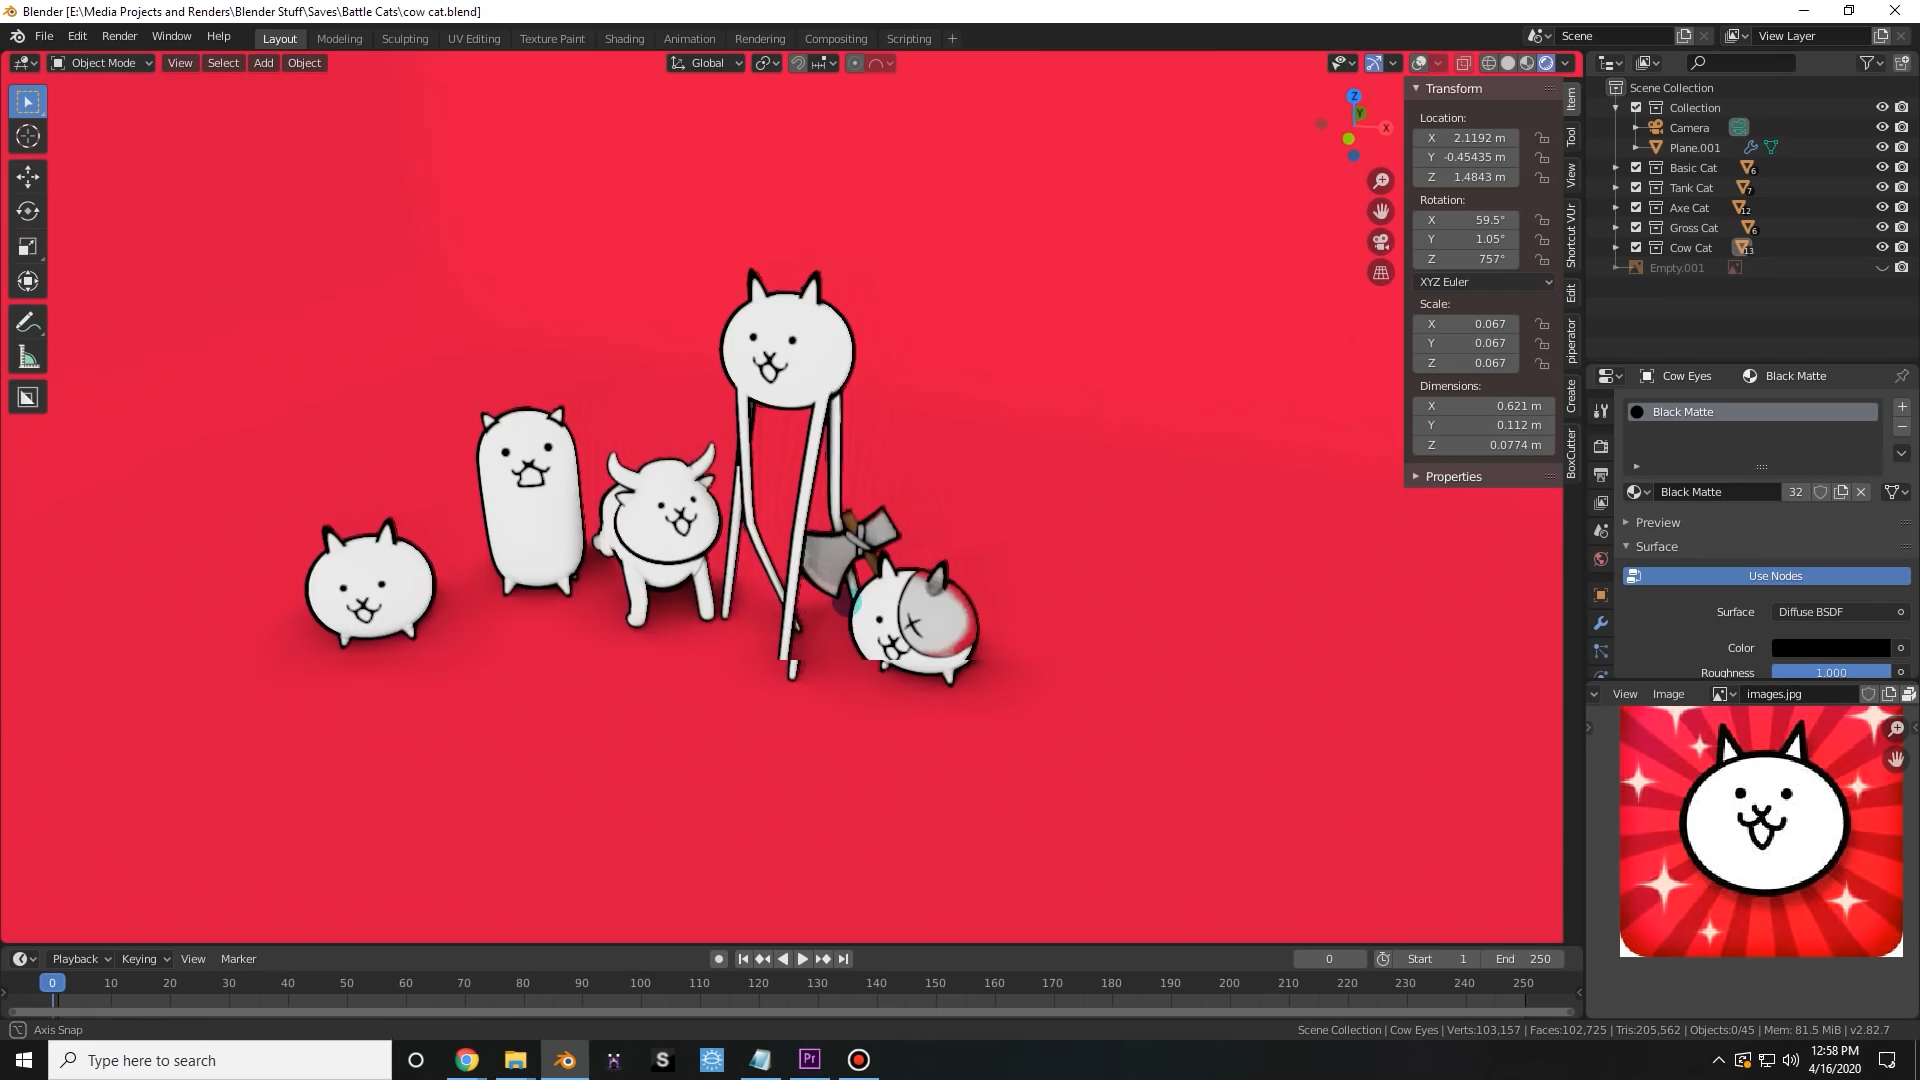 Blender [E:\Media Projects and Renders\Blender Stuff\Saves\Battle Cats\cow cat.blend]
File Edit Render Window Help Layout Modeling Sculpting UV Editing Texture Paint Shading Animation Rendering Compositing Scripting + Scene View Layer
Object Mode View Select Add Object Global
Z
Y
X
Transform
Location:
X 2.1192 m
Y -0.45435 m
Z 1.4843 m
Rotation:
X 59.5°
Y 1.05°
Z 757°
XYZ Euler
Scale:
X 0.067
Y 0.067
Z 0.067
Dimensions:
X 0.621 m
Y 0.112 m
Z 0.0774 m
Properties
Item
Tool
View
Shortcut VUr
Edit
piperator
Create
BoxCutter
Scene Collection
Collection
Camera
Plane.001
Basic Cat 6
Tank Cat 7
Axe Cat 12
Gross Cat 6
Cow Cat 13
Empty.001
Cow Eyes Black Matte
Black Matte
Black Matte 32
Preview
Surface
Use Nodes
Surface Diffuse BSDF
Color
Roughness 1.000
View Image images.jpg
Playback Keying View Marker 0 Start 1 End 250
0 10 20 30 40 50 60 70 80 90 100 110 120 130 140 150 160 170 180 190 200 210 220 230 240 250
Axis Snap
Scene Collection | Cow Eyes | Verts:103,157 | Faces:102,725 | Tris:205,562 | Objects:0/45 | Mem: 81.5 MiB | v2.82.7
Type here to search
S
Pr
12:58 PM
4/16/2020